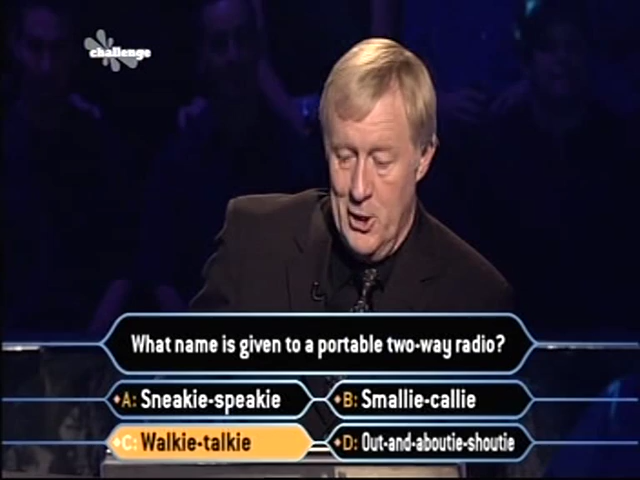 challenge
What name is given to a portable two-way radio?
A: Sneakie-speakie
B: Smallie-callie
C: Walkie-talkie
D: Out-and-aboutie-shoutie